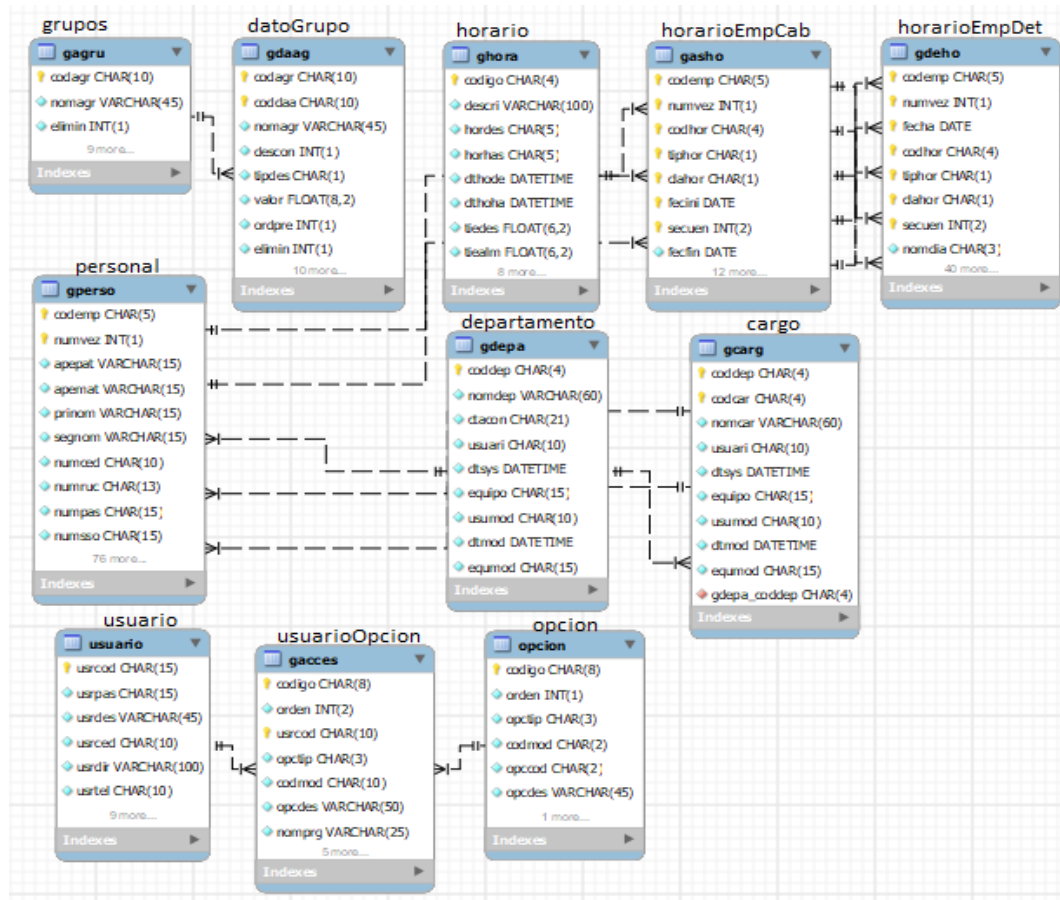 grupos
gagru
codagr CHAR(10)
nomagr VARCHAR(45)
elimin INT(1)
9 more...
Indexes
datoGrupo
gdaag
codagr CHAR(10)
coddaa CHAR(10)
nomagr VARCHAR(45)
descon INT(1)
tipdes CHAR(1)
valor FLOAT(8,2)
ordpre INT(1)
elimin INT(1)
10 more...
Indexes
horario
ghora
codigo CHAR(4)
descri VARCHAR(100)
hordes CHAR(5)
horhas CHAR(5)
dthode DATETIME
dthoha DATETIME
tiedes FLOAT(6,2)
tiealm FLOAT(6,2)
8 more...
Indexes
horarioEmpCab
gasho
codemp CHAR(5)
numvez INT(1)
codhor CHAR(4)
tiphor CHAR(1)
clahor CHAR(1)
fecini DATE
secuen INT(2)
fecfin DATE
12 more...
Indexes
horarioEmpDet
gdeho
codemp CHAR(5)
numvez INT(1)
fecha DATE
codhor CHAR(4)
tiphor CHAR(1)
clahor CHAR(1)
secuen INT(2)
nomdia CHAR(3)
40 more...
Indexes
personal
gperso
codemp CHAR(5)
numvez INT(1)
apepat VARCHAR(15)
apemat VARCHAR(15)
prinom VARCHAR(15)
segnom VARCHAR(15)
numced CHAR(10)
numruc CHAR(13)
numpas CHAR(15)
numsso CHAR(15)
76 more...
Indexes
departamento
gdepa
coddep CHAR(4)
nomdep VARCHAR(60)
ctacon CHAR(21)
usuari CHAR(10)
dtsys DATETIME
equipo CHAR(15)
usumod CHAR(10)
dtmod DATETIME
equmod CHAR(15)
Indexes
cargo
gcarg
coddep CHAR(4)
codcar CHAR(4)
nomcar VARCHAR(60)
usuari CHAR(10)
dtsys DATETIME
equipo CHAR(15)
usumod CHAR(10)
dtmod DATETIME
equmod CHAR(15)
gdepa_coddep CHAR(4)
Indexes
usuario
usuario
usrcod CHAR(15)
usrpas CHAR(15)
usrdes VARCHAR(45)
usrced CHAR(10)
usrdir VARCHAR(100)
usrtel CHAR(10)
9 more...
Indexes
usuarioOpcion
gacces
codigo CHAR(8)
orden INT(2)
usrcod CHAR(10)
opctip CHAR(3)
codmod CHAR(10)
opcdes VARCHAR(50)
nomprg VARCHAR(25)
5 more...
Indexes
opcion
opcion
codigo CHAR(8)
orden INT(1)
opctip CHAR(3)
codmod CHAR(2)
opccod CHAR(2)
opcdes VARCHAR(45)
1 more...
Indexes